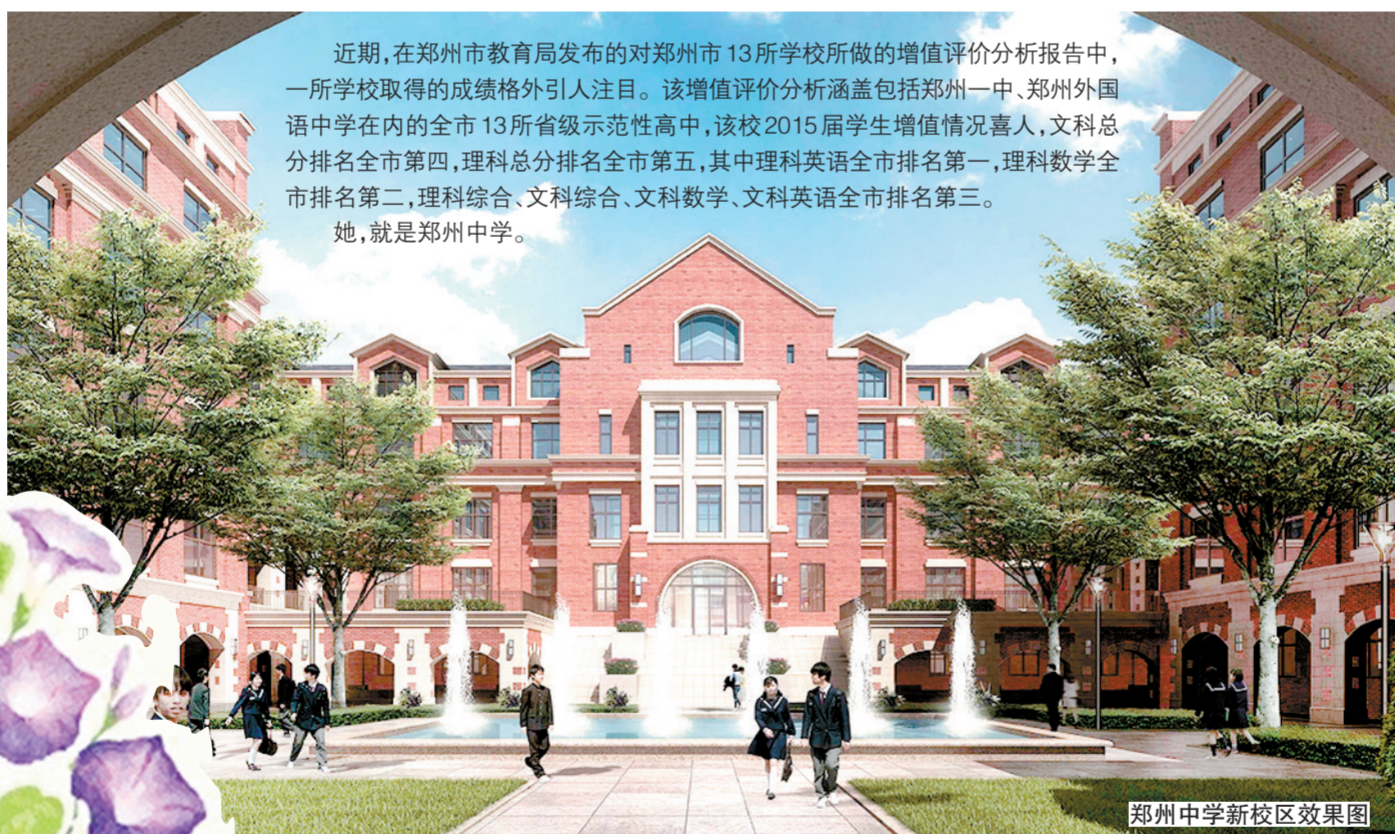 近期,在郑州市教育局发布的对郑州市13所学校所做的增值评价分析报告中,
一所学校取得的成绩格外引人注目。该增值评价分析涵盖包括郑州一中、郑州外国
语中学在内的全市13所省级示范性高中,该校2015届学生增值情况喜人,文科总
分排名全市第四,理科总分排名全市第五,其中理科英语全市排名第一,理科数学全
市排名第二,理科综合、文科综合、文科数学、文科英语全市排名第三。
她,就是郑州中学。
郑州中学新校区效果图